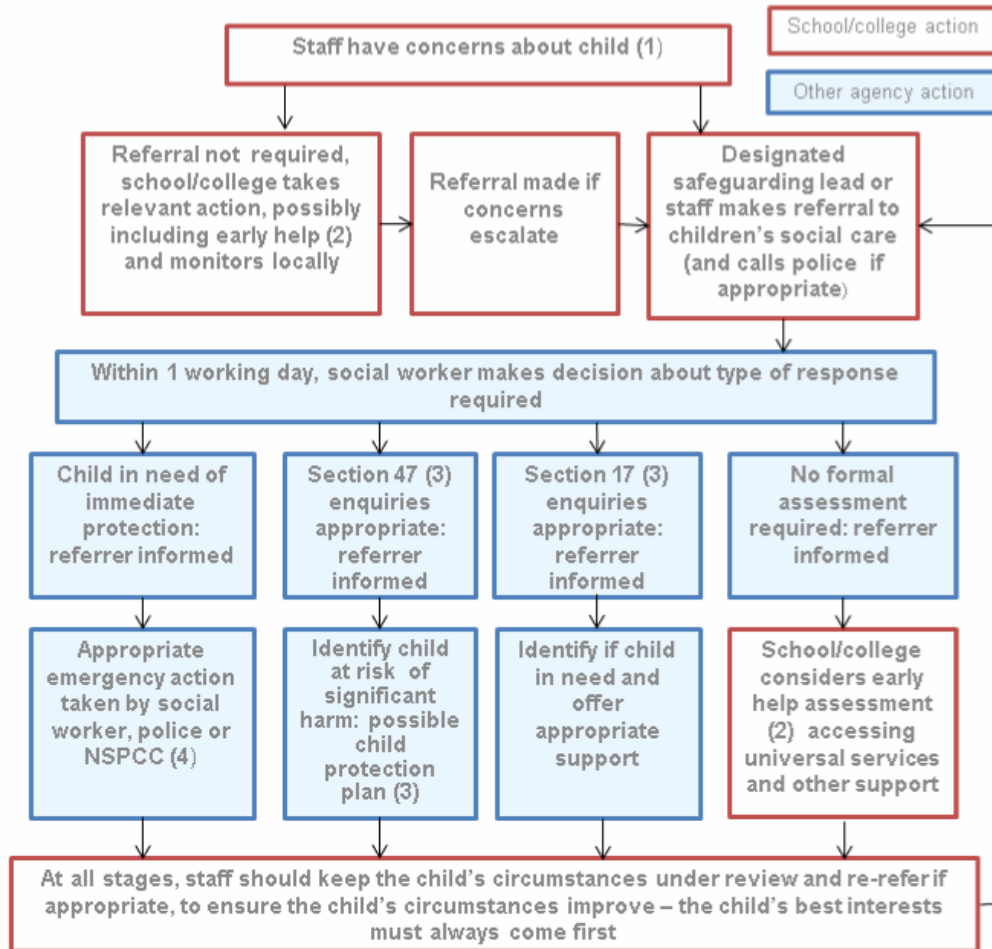 School/college action
Other agency action
Staff have concerns about child (1)
Referral not required,
school/college takes
relevant action, possibly
including early help (2)
and monitors locally
Referral made if
concerns
escalate
Designated
safeguarding lead or
staff makes referral to
children's social care
(and calls police if
appropriate)
Within 1 working day, social worker makes decision about type of response
required
Child in need of
immediate
protection:
referrer informed
Section 47 (3)
enquiries
appropriate:
referrer
informed
Section 17 (3)
enquiries
appropriate:
referrer
informed
No formal
assessment
required: referrer
informed
Appropriate
emergency action
taken by social
worker, police or
NSPCC (4)
Identify child
at risk of
significant
harm: possible
child
protection
plan (3)
Identify if child
in need and
offer
appropriate
support
School/college
considers early
help assessment
(2) accessing
universal services
and other support
At all stages, staff should keep the child's circumstances under review and re-refer if
appropriate, to ensure the child's circumstances improve – the child's best interests
must always come first